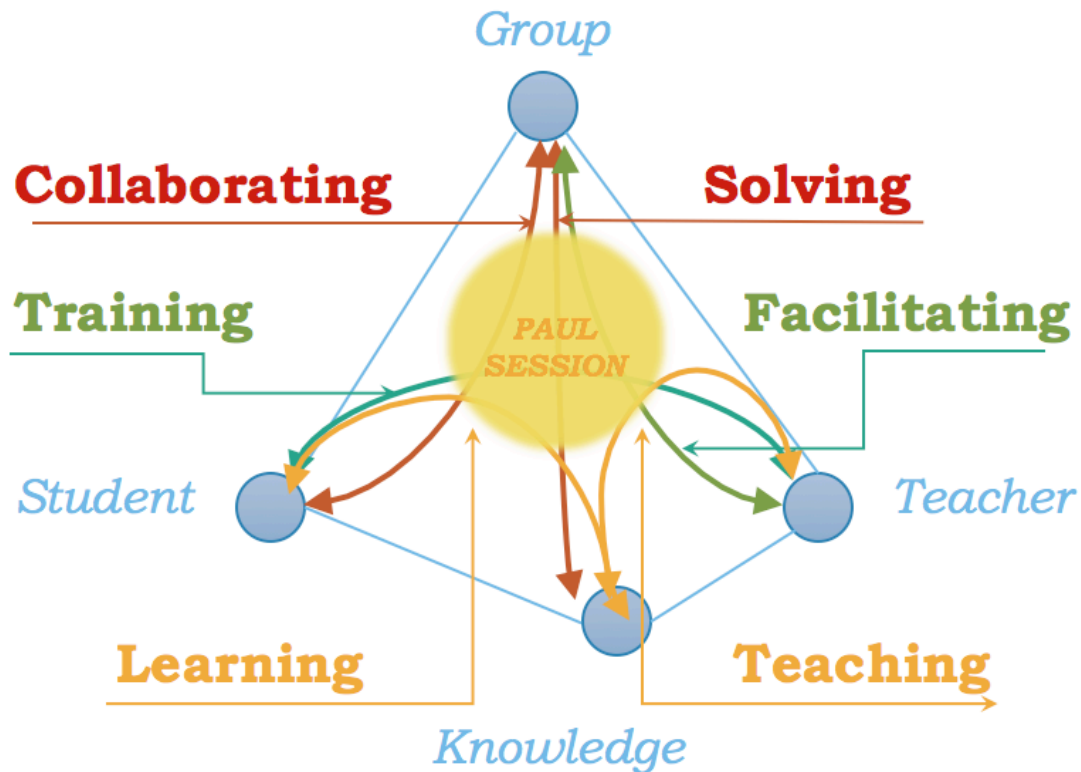 Group
Collaborating
Solving
Training
Facilitating
PAUL
SESSION
Student
Teacher
Learning
Teaching
Knowledge